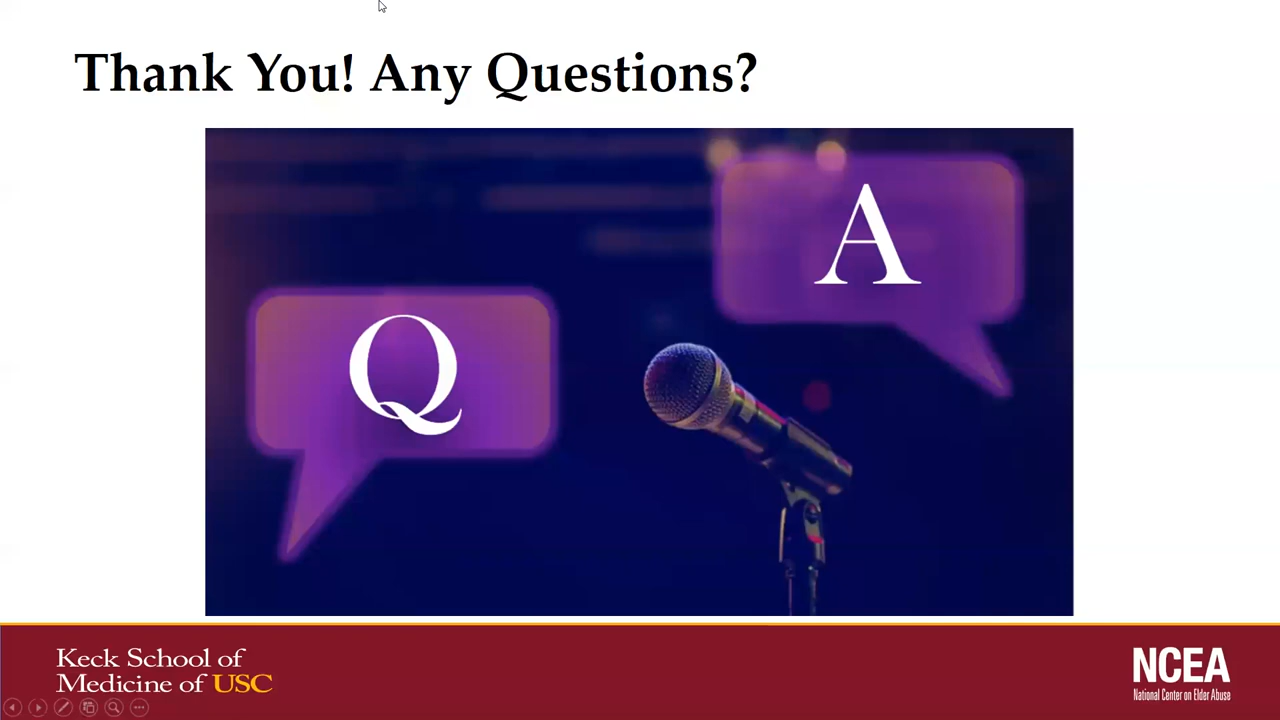 Thank You! Any Questions?
A
Q
Keck School of
Medicine of USC
NCEA
National Center on Elder Abuse